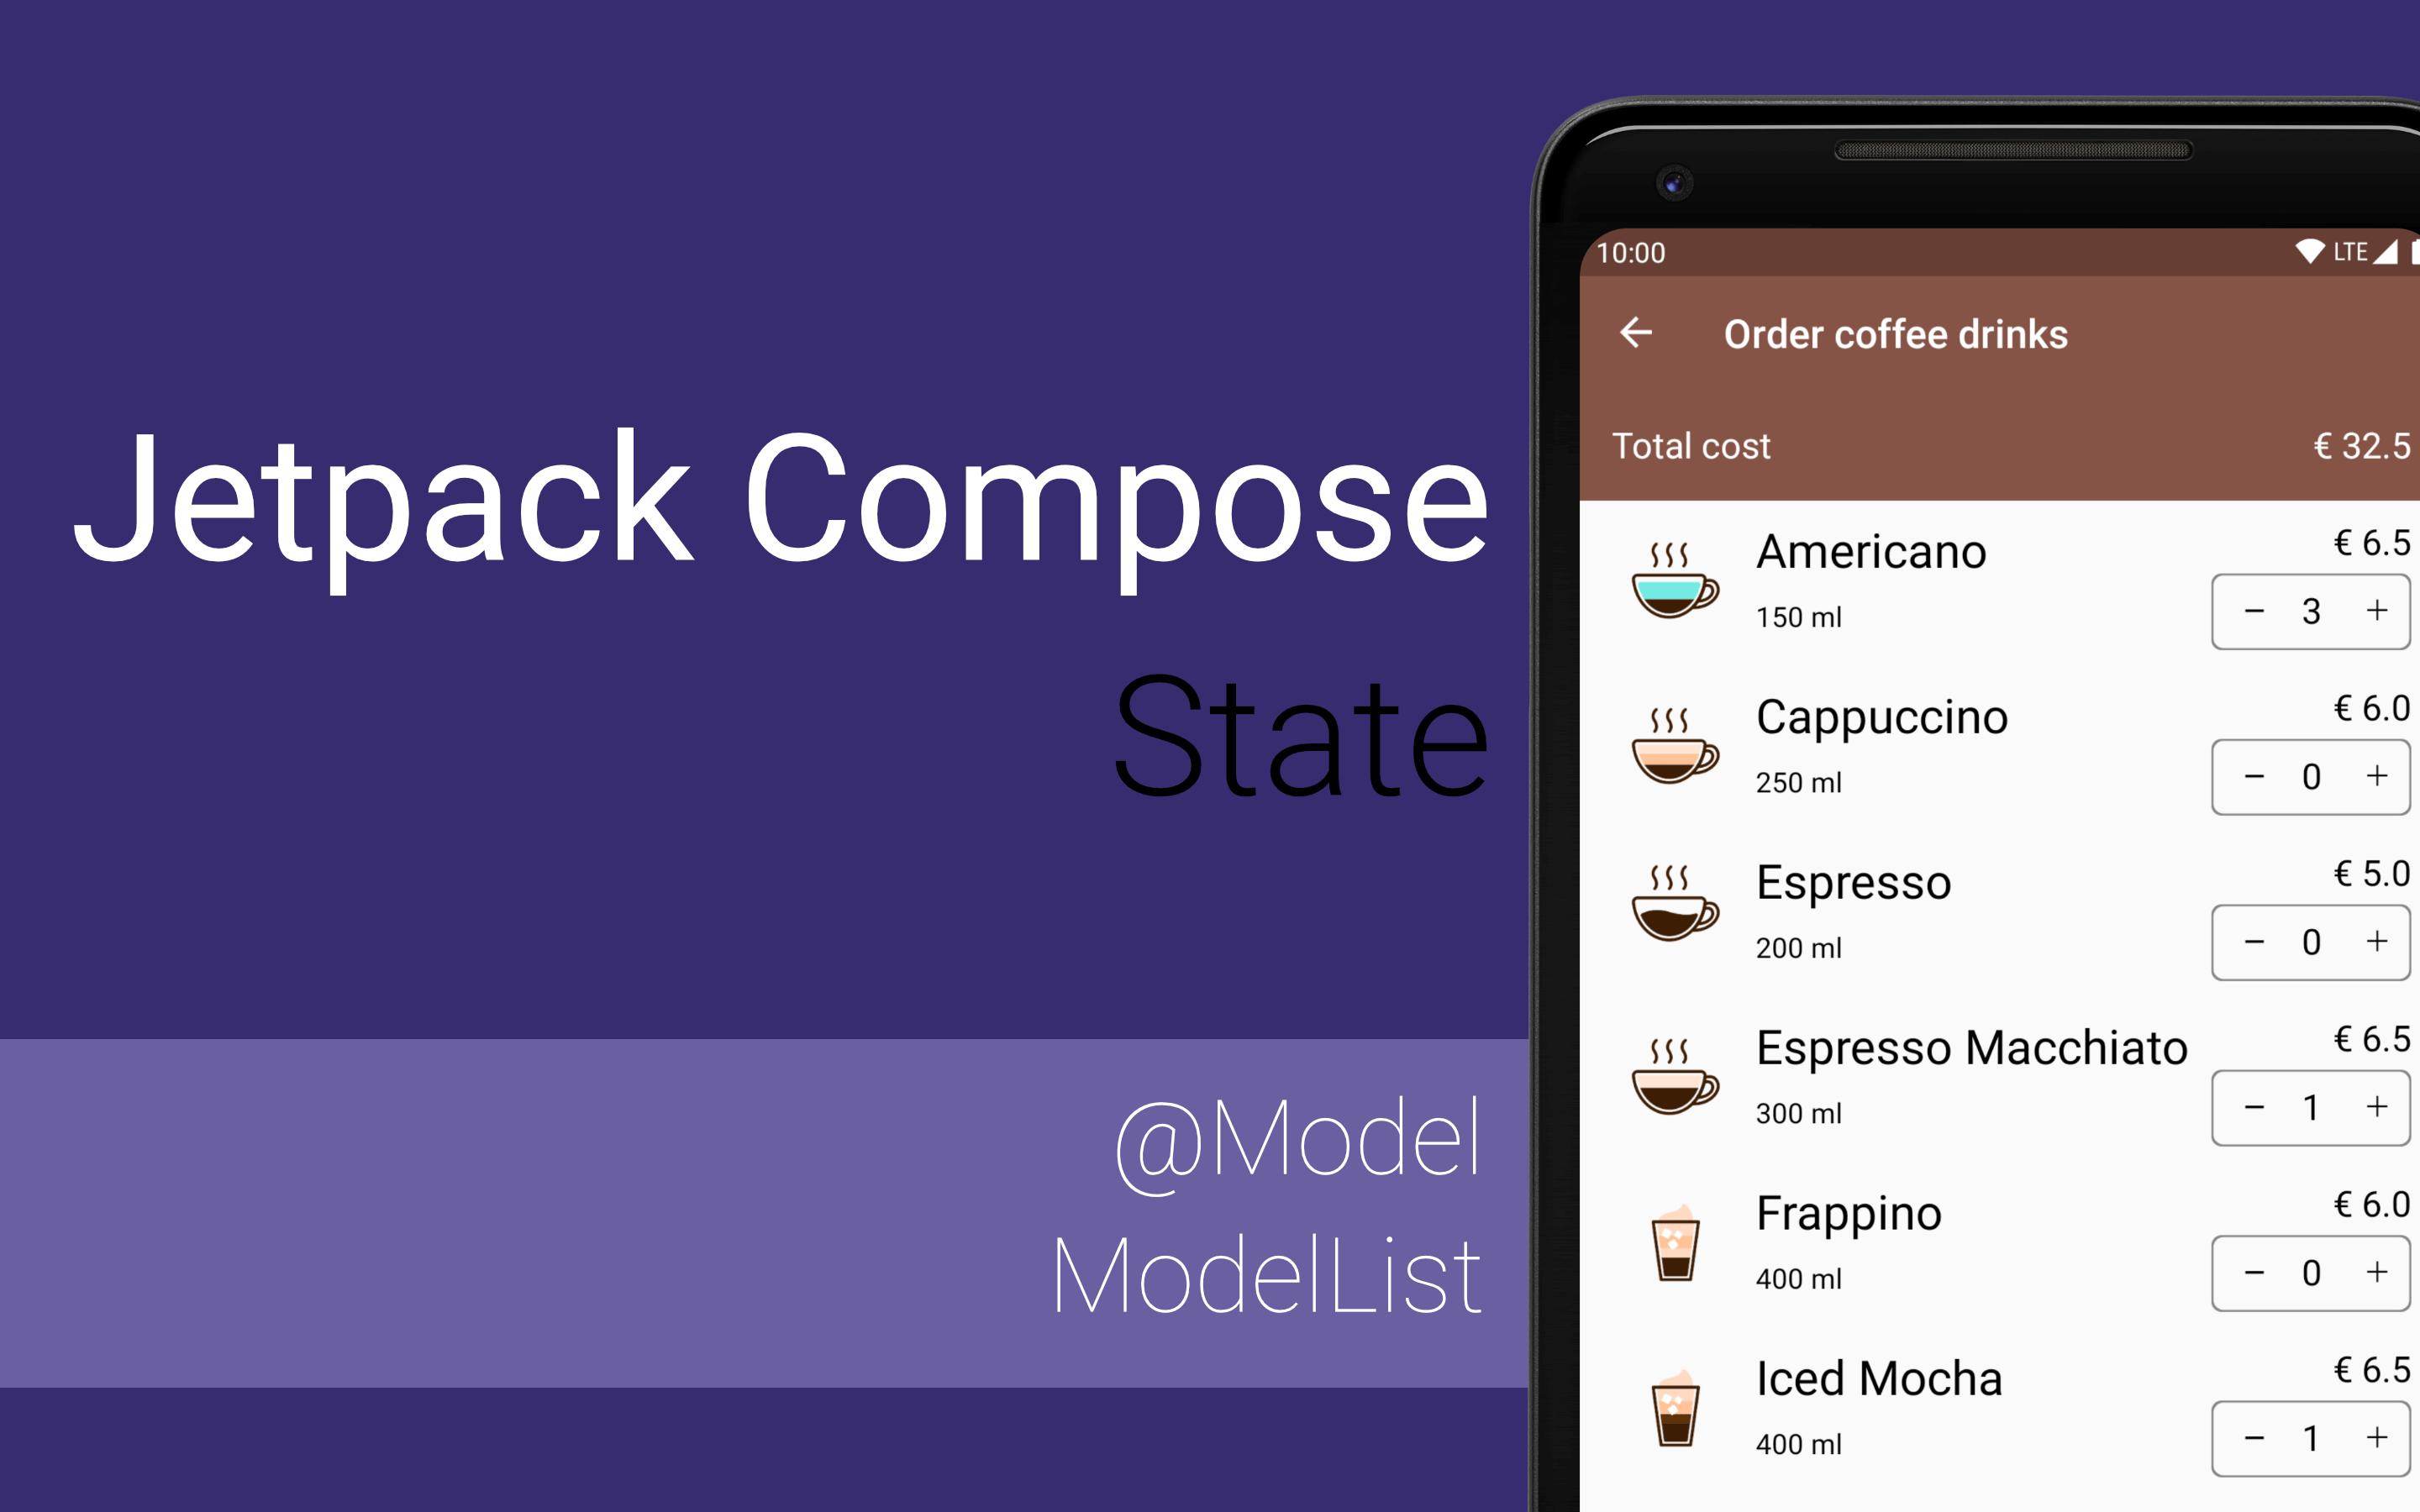 Jetpack Compose
State
@Model
ModelList
10:00 LTE
Order coffee drinks
Total cost € 32.5
Americano € 6.5
150 ml − 3 +
Cappuccino € 6.0
250 ml − 0 +
Espresso € 5.0
200 ml − 0 +
Espresso Macchiato € 6.5
300 ml − 1 +
Frappino € 6.0
400 ml − 0 +
Iced Mocha € 6.5
400 ml − 1 +